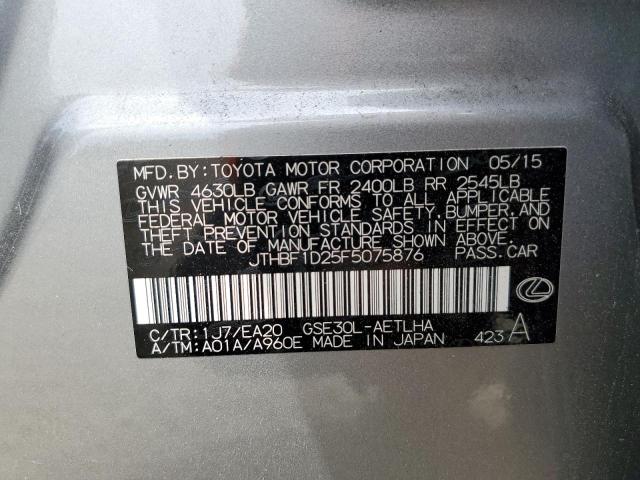 MFD.BY:TOYOTA MOTOR CORPORATION 05/15
GVWR 4630LB GAWR FR 2400LB RR 2545LB
THIS VEHICLE CONFORMS TO ALL APPLICABLE
FEDERAL MOTOR VEHICLE SAFETY,BUMPER,AND
THEFT PREVENTION STANDARDS IN EFFECT ON
THE DATE OF MANUFACTURE SHOWN ABOVE.
JTHBF1D25F5075876 PASS.CAR
C/TR:1J7/EA20 GSE30L-AETLHA
A/TM:A01A/A960E MADE IN JAPAN 423 A